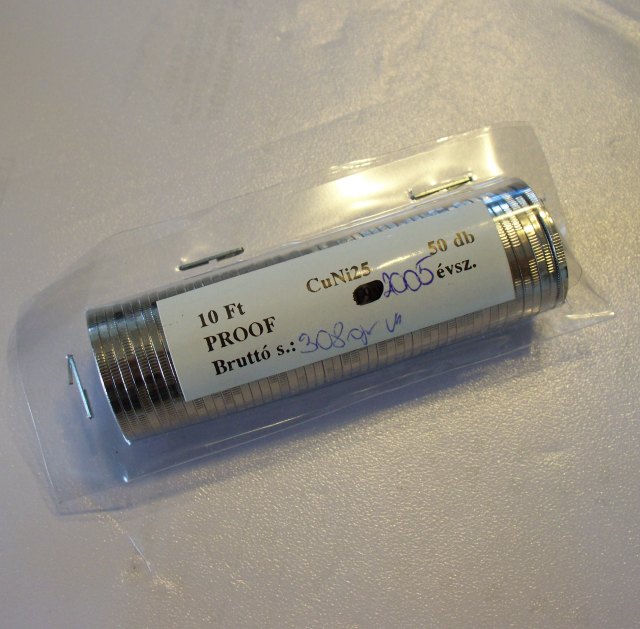 10 Ft CuNi25 50 db
PROOF 2005 évsz.
Bruttó s.: 308 gr